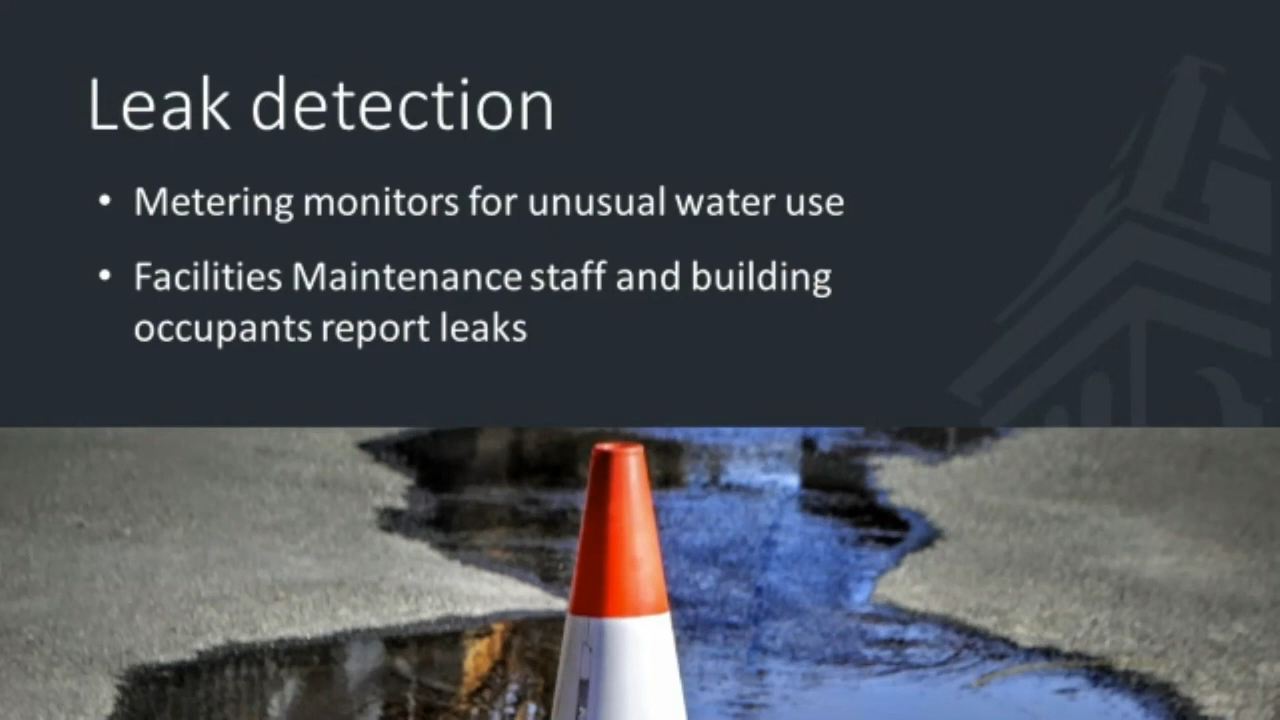 Leak detection
• Metering monitors for unusual water use
• Facilities Maintenance staff and building
occupants report leaks